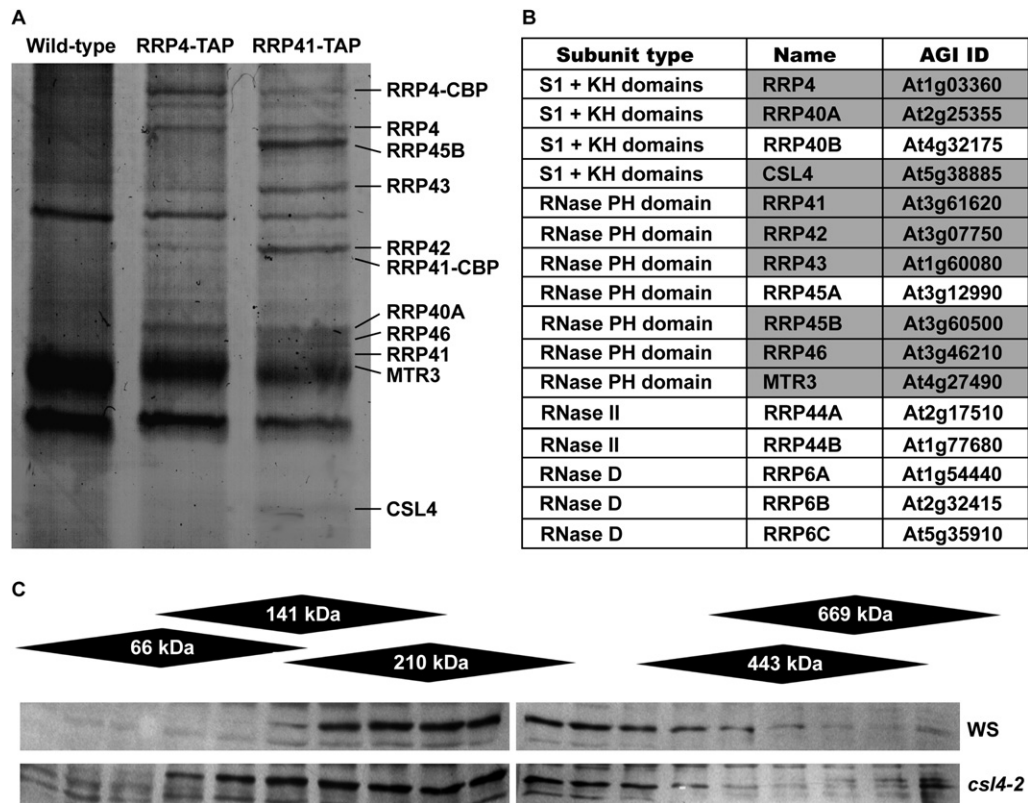 A
Wild-type RRP4-TAP RRP41-TAP
RRP4-CBP
RRP4
RRP45B
RRP43
RRP42
RRP41-CBP
RRP40A
RRP46
RRP41
MTR3
CSL4
B
Subunit type Name AGI ID
S1 + KH domains RRP4 At1g03360
S1 + KH domains RRP40A At2g25355
S1 + KH domains RRP40B At4g32175
S1 + KH domains CSL4 At5g38885
RNase PH domain RRP41 At3g61620
RNase PH domain RRP42 At3g07750
RNase PH domain RRP43 At1g60080
RNase PH domain RRP45A At3g12990
RNase PH domain RRP45B At3g60500
RNase PH domain RRP46 At3g46210
RNase PH domain MTR3 At4g27490
RNase II RRP44A At2g17510
RNase II RRP44B At1g77680
RNase D RRP6A At1g54440
RNase D RRP6B At2g32415
RNase D RRP6C At5g35910
C
141 kDa 669 kDa
66 kDa 210 kDa 443 kDa
WS
csl4-2